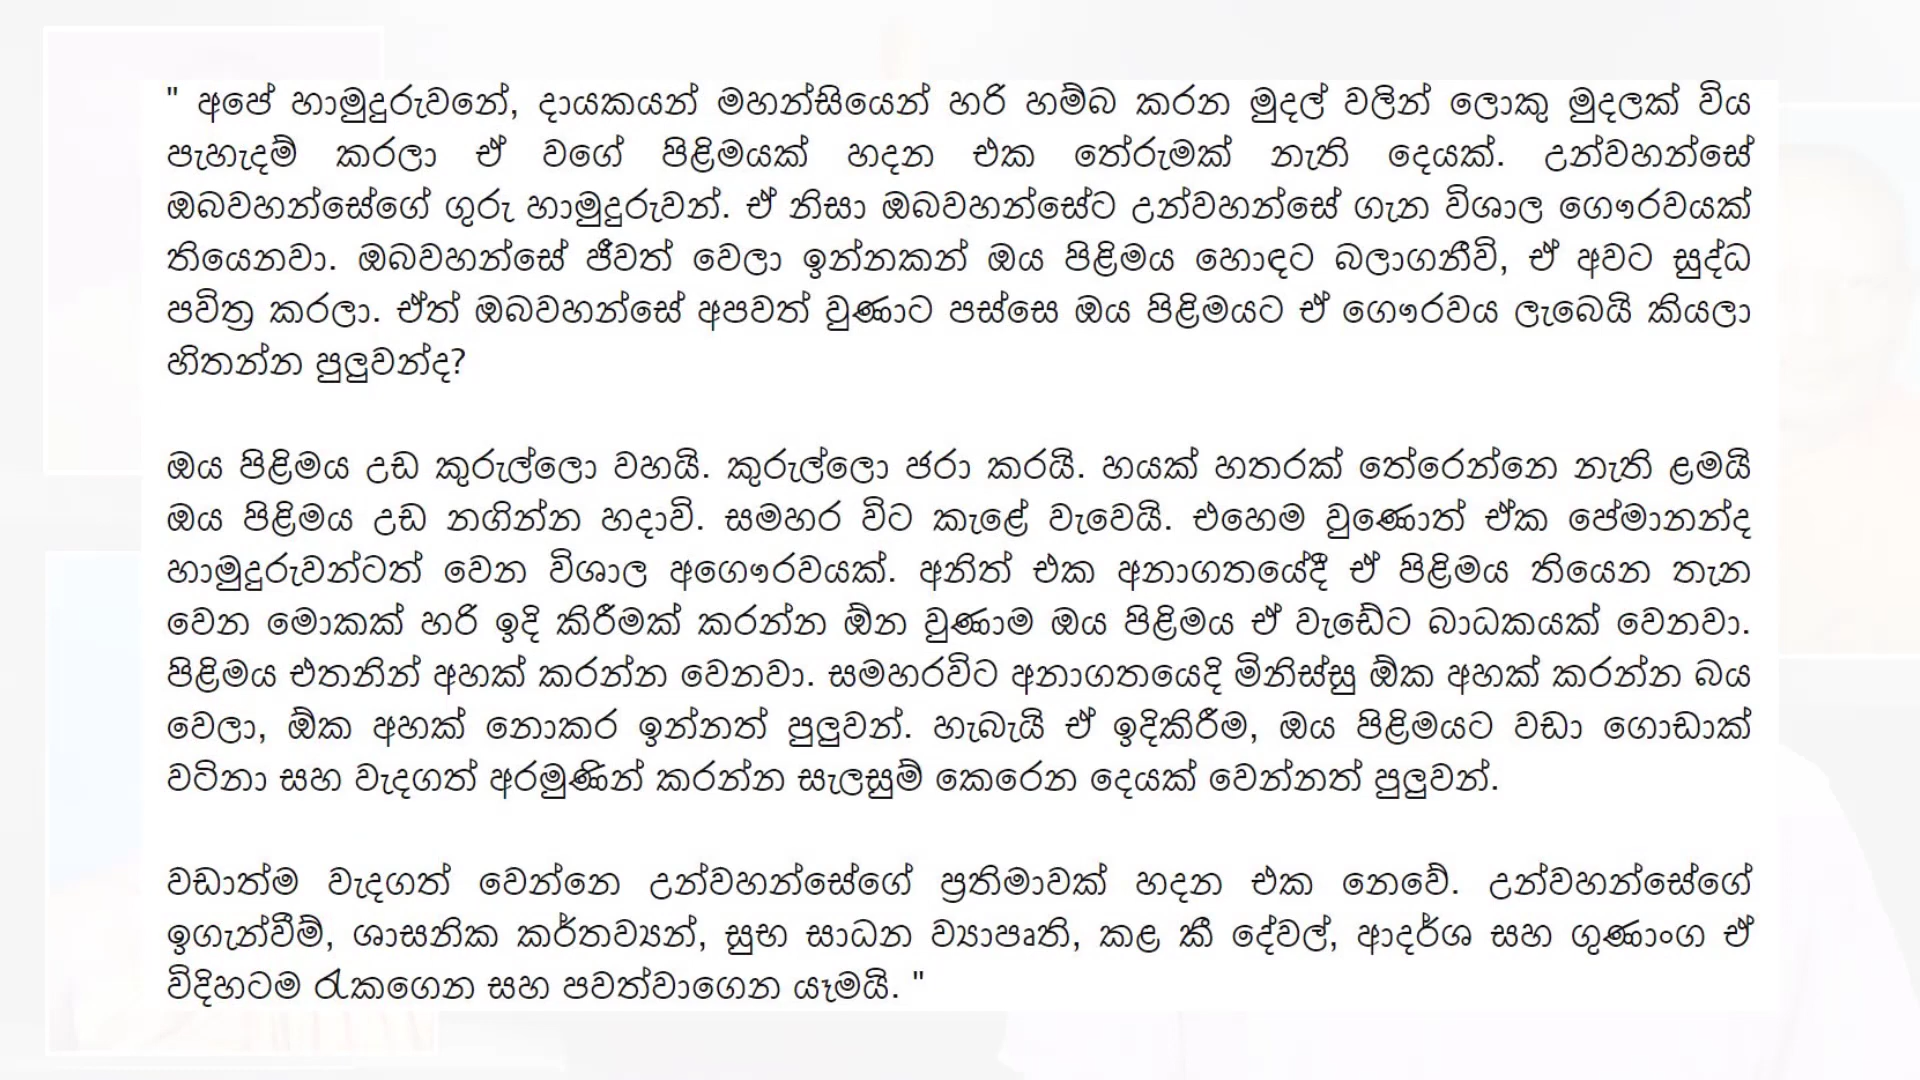 " අපේ හාමුදුරුවනේ, දායකයන් මහන්සියෙන් හරි හම්බ කරන මුදල් වලින් ලොකු මුදලක් විය
පැහැදම් කරලා ඒ වගේ පිළිමයක් හදන එක තේරුමක් නැති දෙයක්. උන්වහන්සේ
ඔබවහන්සේගේ ගුරු හාමුදුරුවන්. ඒ නිසා ඔබවහන්සේට උන්වහන්සේ ගැන විශාල ගෞරවයක්
තියෙනවා. ඔබවහන්සේ ජීවත් වෙලා ඉන්නකන් ඔය පිළිමය හොඳට බලාගනීවි, ඒ අවට සුද්ධ
පවිත්‍ර කරලා. ඒත් ඔබවහන්සේ අපවත් වුණාට පස්සෙ ඔය පිළිමයට ඒ ගෞරවය ලැබෙයි කියලා
හිතන්න පුලුවන්ද?
ඔය පිළිමය උඩ කුරුල්ලො වහයි. කුරුල්ලො ජරා කරයි. හයක් හතරක් තේරෙන්නෙ නැති ළමයි
ඔය පිළිමය උඩ නගින්න හදාවි. සමහර විට කැළේ වැවෙයි. එහෙම වුණොත් ඒක පේමානන්ද
හාමුදුරුවන්ටත් වෙන විශාල අගෞරවයක්. අනිත් එක අනාගතයේදී ඒ පිළිමය තියෙන තැන
වෙන මොකක් හරි ඉදි කිරීමක් කරන්න ඕන වුණාම ඔය පිළිමය ඒ වැඩේට බාධකයක් වෙනවා.
පිළිමය එතනින් අහක් කරන්න වෙනවා. සමහරවිට අනාගතයෙදි මිනිස්සු ඕක අහක් කරන්න බය
වෙලා, ඕක අහක් නොකර ඉන්නත් පුලුවන්. හැබැයි ඒ ඉදිකිරීම, ඔය පිළිමයට වඩා ගොඩාක්
වටිනා සහ වැදගත් අරමුණින් කරන්න සැලසුම් කෙරෙන දෙයක් වෙන්නත් පුලුවන්.
වඩාත්ම වැදගත් වෙන්නෙ උන්වහන්සේගේ ප්‍රතිමාවක් හදන එක නෙවේ. උන්වහන්සේගේ
ඉගැන්වීම්, ශාසනික කර්තව්‍යන්, සුභ සාධන ව්‍යාපෘති, කළ කී දේවල්, ආදර්ශ සහ ගුණාංග ඒ
විදිහටම රැකගෙන සහ පවත්වාගෙන යෑමයි. "